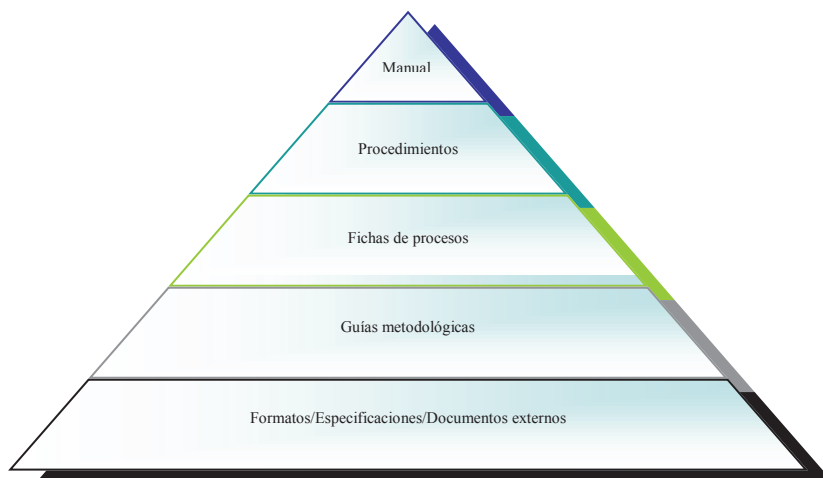 Manual
Procedimientos
Fichas de procesos
Guías metodológicas
Formatos/Especificaciones/Documentos externos